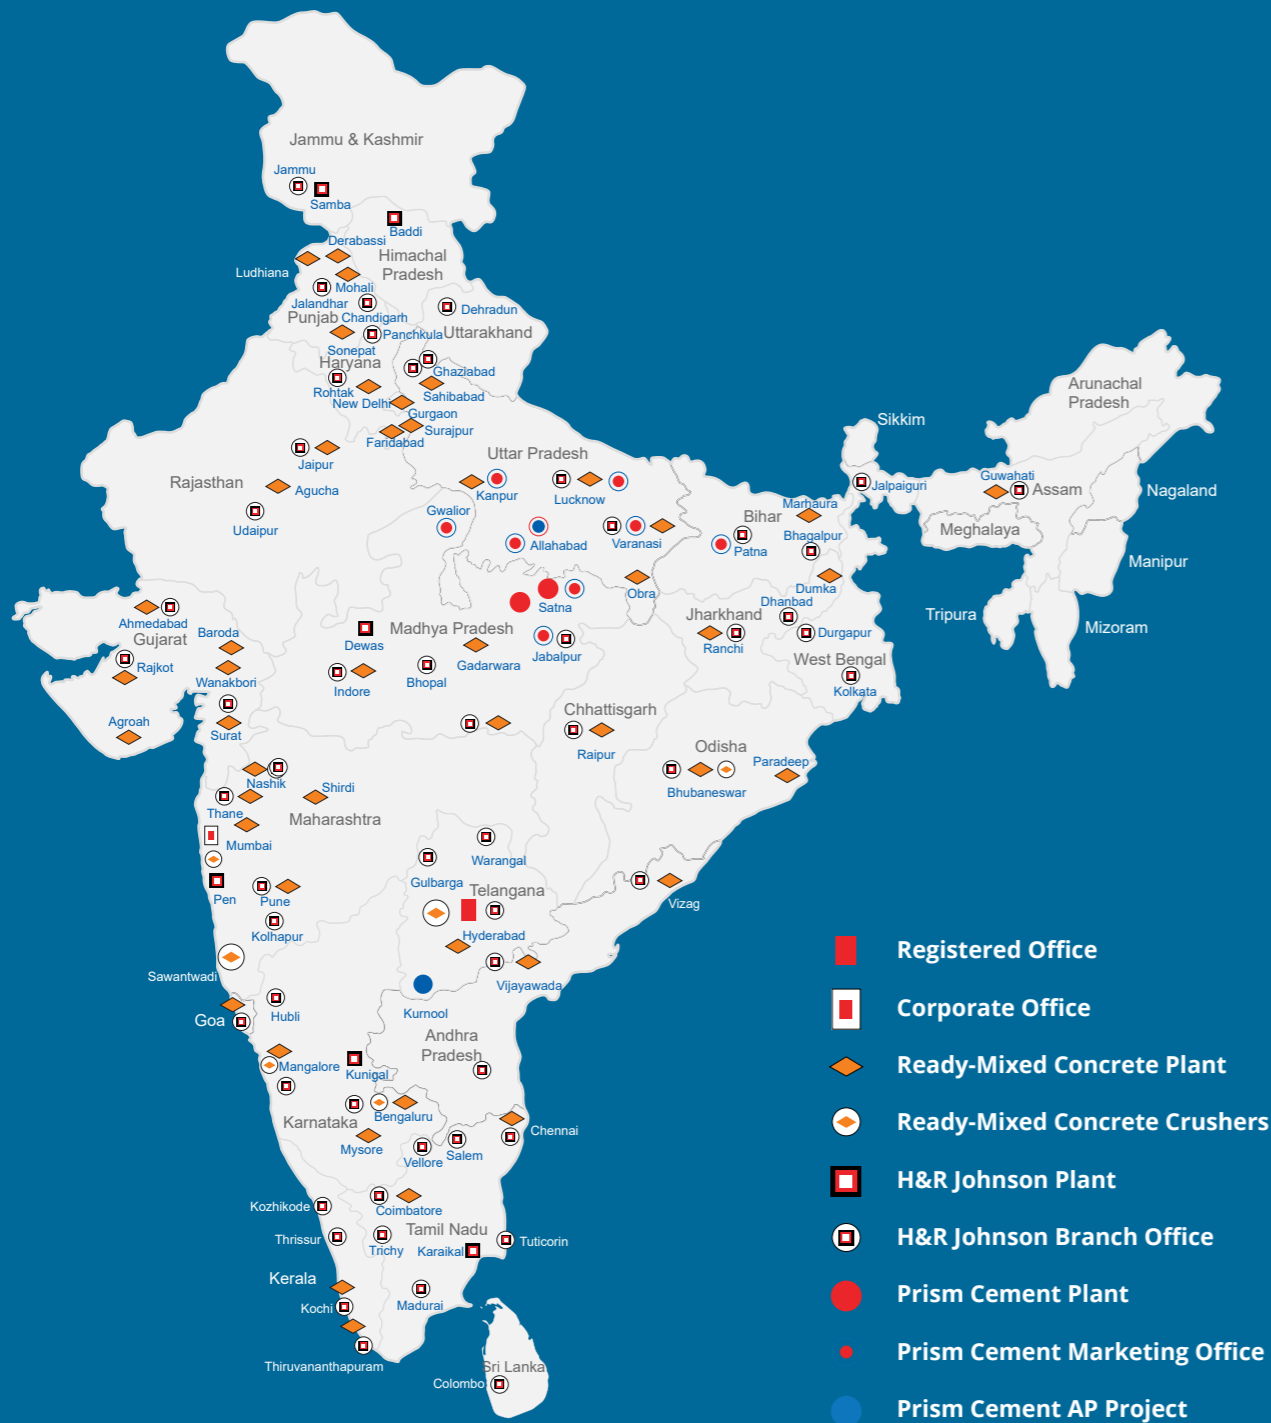 Jammu & Kashmir
Jammu
Samba
Baddi
Derabassi
Himachal
Pradesh
Ludhiana
Mohali
Jalandhar
Punjab
Chandigarh
Dehradun
Panchkula
Uttarakhand
Sonepat
Haryana
Ghaziabad
Rohtak
New Delhi
Sahibabad
Gurgaon
Faridabad
Surajpur
Arunachal
Pradesh
Sikkim
Uttar Pradesh
Jaipur
Rajasthan
Agucha
Kanpur
Lucknow
Jalpaiguri
Guwahati
Assam
Nagaland
Udaipur
Gwalior
Allahabad
Varanasi
Bihar
Patna
Marhaura
Bhagalpur
Meghalaya
Manipur
Obra
Dumka
Satna
Dhanbad
Tripura
Mizoram
Ahmedabad
Gujarat
Baroda
Dewas
Madhya Pradesh
Gadarwara
Jabalpur
Jharkhand
Ranchi
Durgapur
Rajkot
Wanakbori
Indore
Bhopal
West Bengal
Kolkata
Agroah
Surat
Chhattisgarh
Raipur
Odisha
Paradeep
Bhubaneswar
Nashik
Shirdi
Thane
Maharashtra
Mumbai
Warangal
Gulbarga
Telangana
Pen
Pune
Vizag
Kolhapur
Hyderabad
Sawantwadi
Vijayawada
Goa
Hubli
Kurnool
Andhra
Pradesh
Mangalore
Kunigal
Karnataka
Bengaluru
Chennai
Mysore
Vellore
Salem
Kozhikode
Coimbatore
Thrissur
Tamil Nadu
Trichy
Karaikal
Tuticorin
Kerala
Kochi
Madurai
Thiruvananthapuram
Sri Lanka
Colombo
Registered Office
Corporate Office
Ready-Mixed Concrete Plant
Ready-Mixed Concrete Crushers
H&R Johnson Plant
H&R Johnson Branch Office
Prism Cement Plant
Prism Cement Marketing Office
Prism Cement AP Project